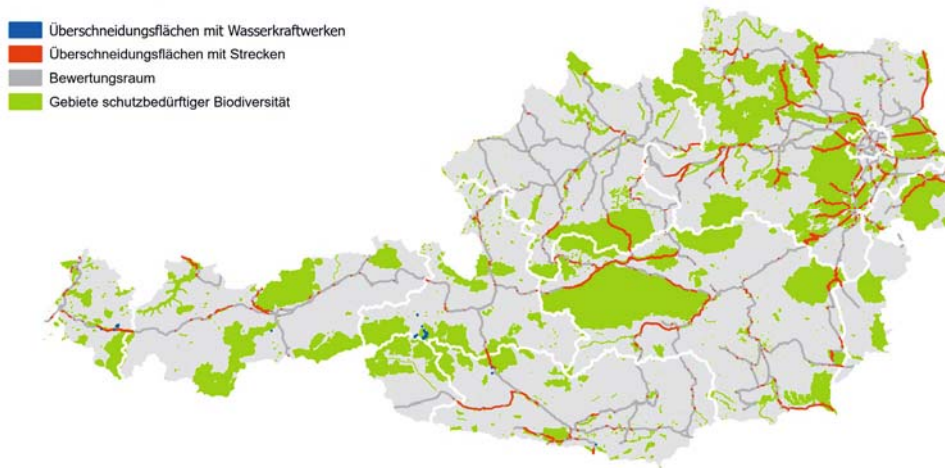 Überschneidungsflächen mit Wasserkraftwerken
Überschneidungsflächen mit Strecken
Bewertungsraum
Gebiete schutzbedürftiger Biodiversität